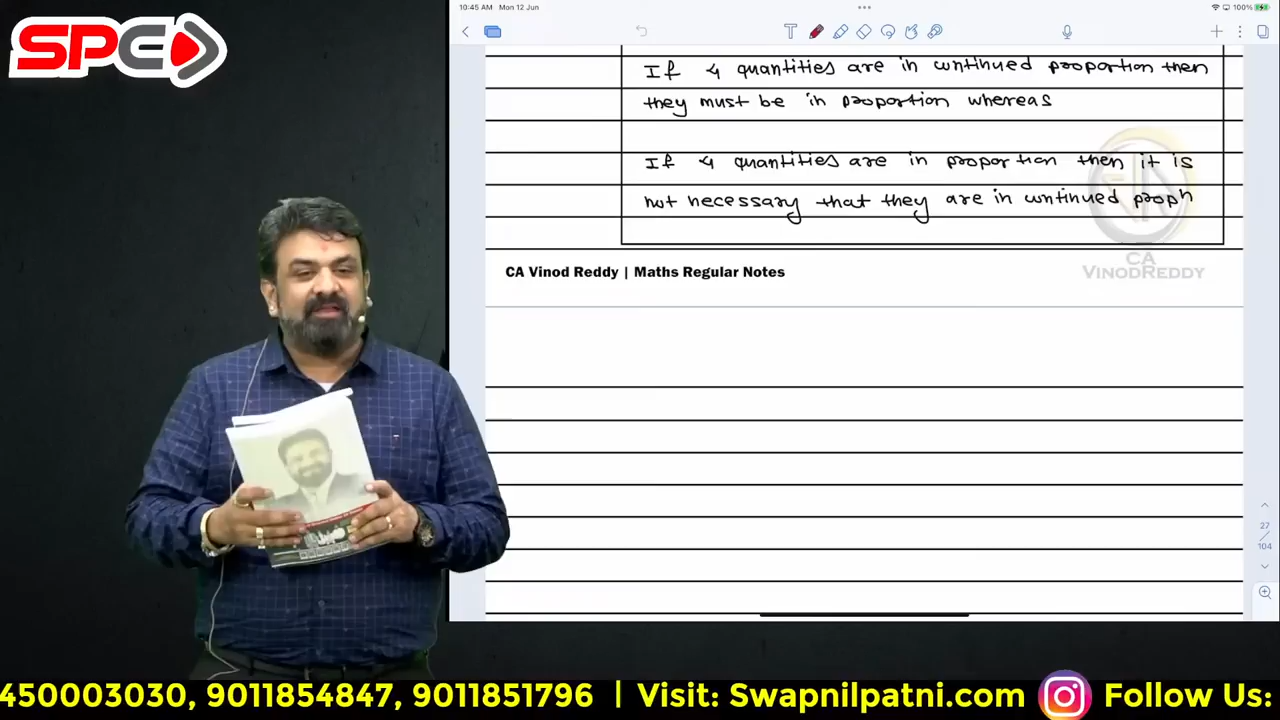 SPC
10:45 AM Mon 12 Jun
100%
If 4 quantities are in continued proportion then
they must be in proportion whereas
If 4 quantities are in proportion then it is
not necessary that they are in continued propn
CA
VINODREDDY
CA Vinod Reddy | Maths Regular Notes
27
104
450003030, 9011854847, 9011851796 | Visit: Swapnilpatni.com Follow Us: